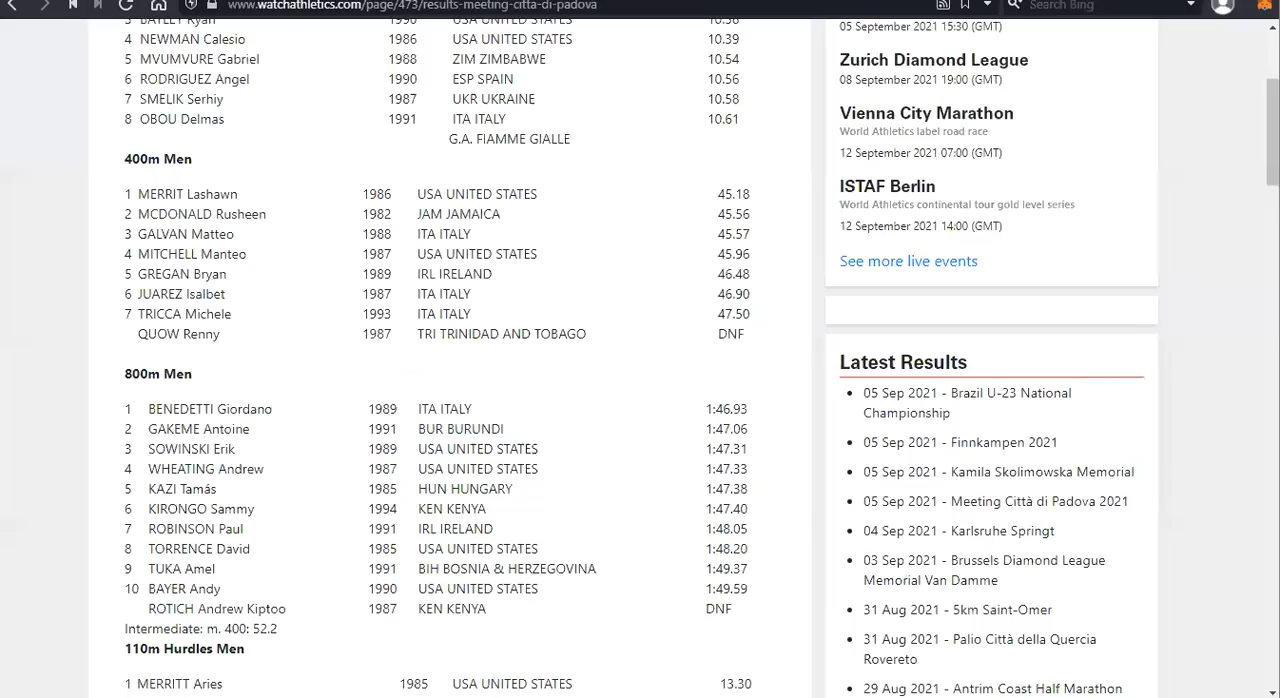 www.watchathletics.com/page/473/results-meeting-citta-di-padova
Search Bing
3 BAILEY Ryan 1990 USA UNITED STATES 10.38
4 NEWMAN Calesio 1986 USA UNITED STATES 10.39
5 MVUMVURE Gabriel 1988 ZIM ZIMBABWE 10.54
6 RODRIGUEZ Angel 1990 ESP SPAIN 10.56
7 SMELIK Serhiy 1987 UKR UKRAINE 10.58
8 OBOU Delmas 1991 ITA ITALY 10.61
G.A. FIAMME GIALLE
400m Men
1 MERRIT Lashawn 1986 USA UNITED STATES 45.18
2 MCDONALD Rusheen 1982 JAM JAMAICA 45.56
3 GALVAN Matteo 1988 ITA ITALY 45.57
4 MITCHELL Manteo 1987 USA UNITED STATES 45.96
5 GREGAN Bryan 1989 IRL IRELAND 46.48
6 JUAREZ Isalbet 1987 ITA ITALY 46.90
7 TRICCA Michele 1993 ITA ITALY 47.50
QUOW Renny 1987 TRI TRINIDAD AND TOBAGO DNF
800m Men
1 BENEDETTI Giordano 1989 ITA ITALY 1:46.93
2 GAKEME Antoine 1991 BUR BURUNDI 1:47.06
3 SOWINSKI Erik 1989 USA UNITED STATES 1:47.31
4 WHEATING Andrew 1987 USA UNITED STATES 1:47.33
5 KAZI Tamás 1985 HUN HUNGARY 1:47.38
6 KIRONGO Sammy 1994 KEN KENYA 1:47.40
7 ROBINSON Paul 1991 IRL IRELAND 1:48.05
8 TORRENCE David 1985 USA UNITED STATES 1:48.20
9 TUKA Amel 1991 BIH BOSNIA & HERZEGOVINA 1:49.37
10 BAYER Andy 1990 USA UNITED STATES 1:49.59
ROTICH Andrew Kiptoo 1987 KEN KENYA DNF
Intermediate: m. 400: 52.2
110m Hurdles Men
1 MERRITT Aries 1985 USA UNITED STATES 13.30
05 September 2021 15:30 (GMT)
Zurich Diamond League
08 September 2021 19:00 (GMT)
Vienna City Marathon
World Athletics label road race
12 September 2021 07:00 (GMT)
ISTAF Berlin
World Athletics continental tour gold level series
12 September 2021 14:00 (GMT)
See more live events
Latest Results
05 Sep 2021 - Brazil U-23 National
Championship
05 Sep 2021 - Finnkampen 2021
05 Sep 2021 - Kamila Skolimowska Memorial
05 Sep 2021 - Meeting Città di Padova 2021
04 Sep 2021 - Karlsruhe Springt
03 Sep 2021 - Brussels Diamond League
Memorial Van Damme
31 Aug 2021 - 5km Saint-Omer
31 Aug 2021 - Palio Città della Quercia
Rovereto
29 Aug 2021 - Antrim Coast Half Marathon